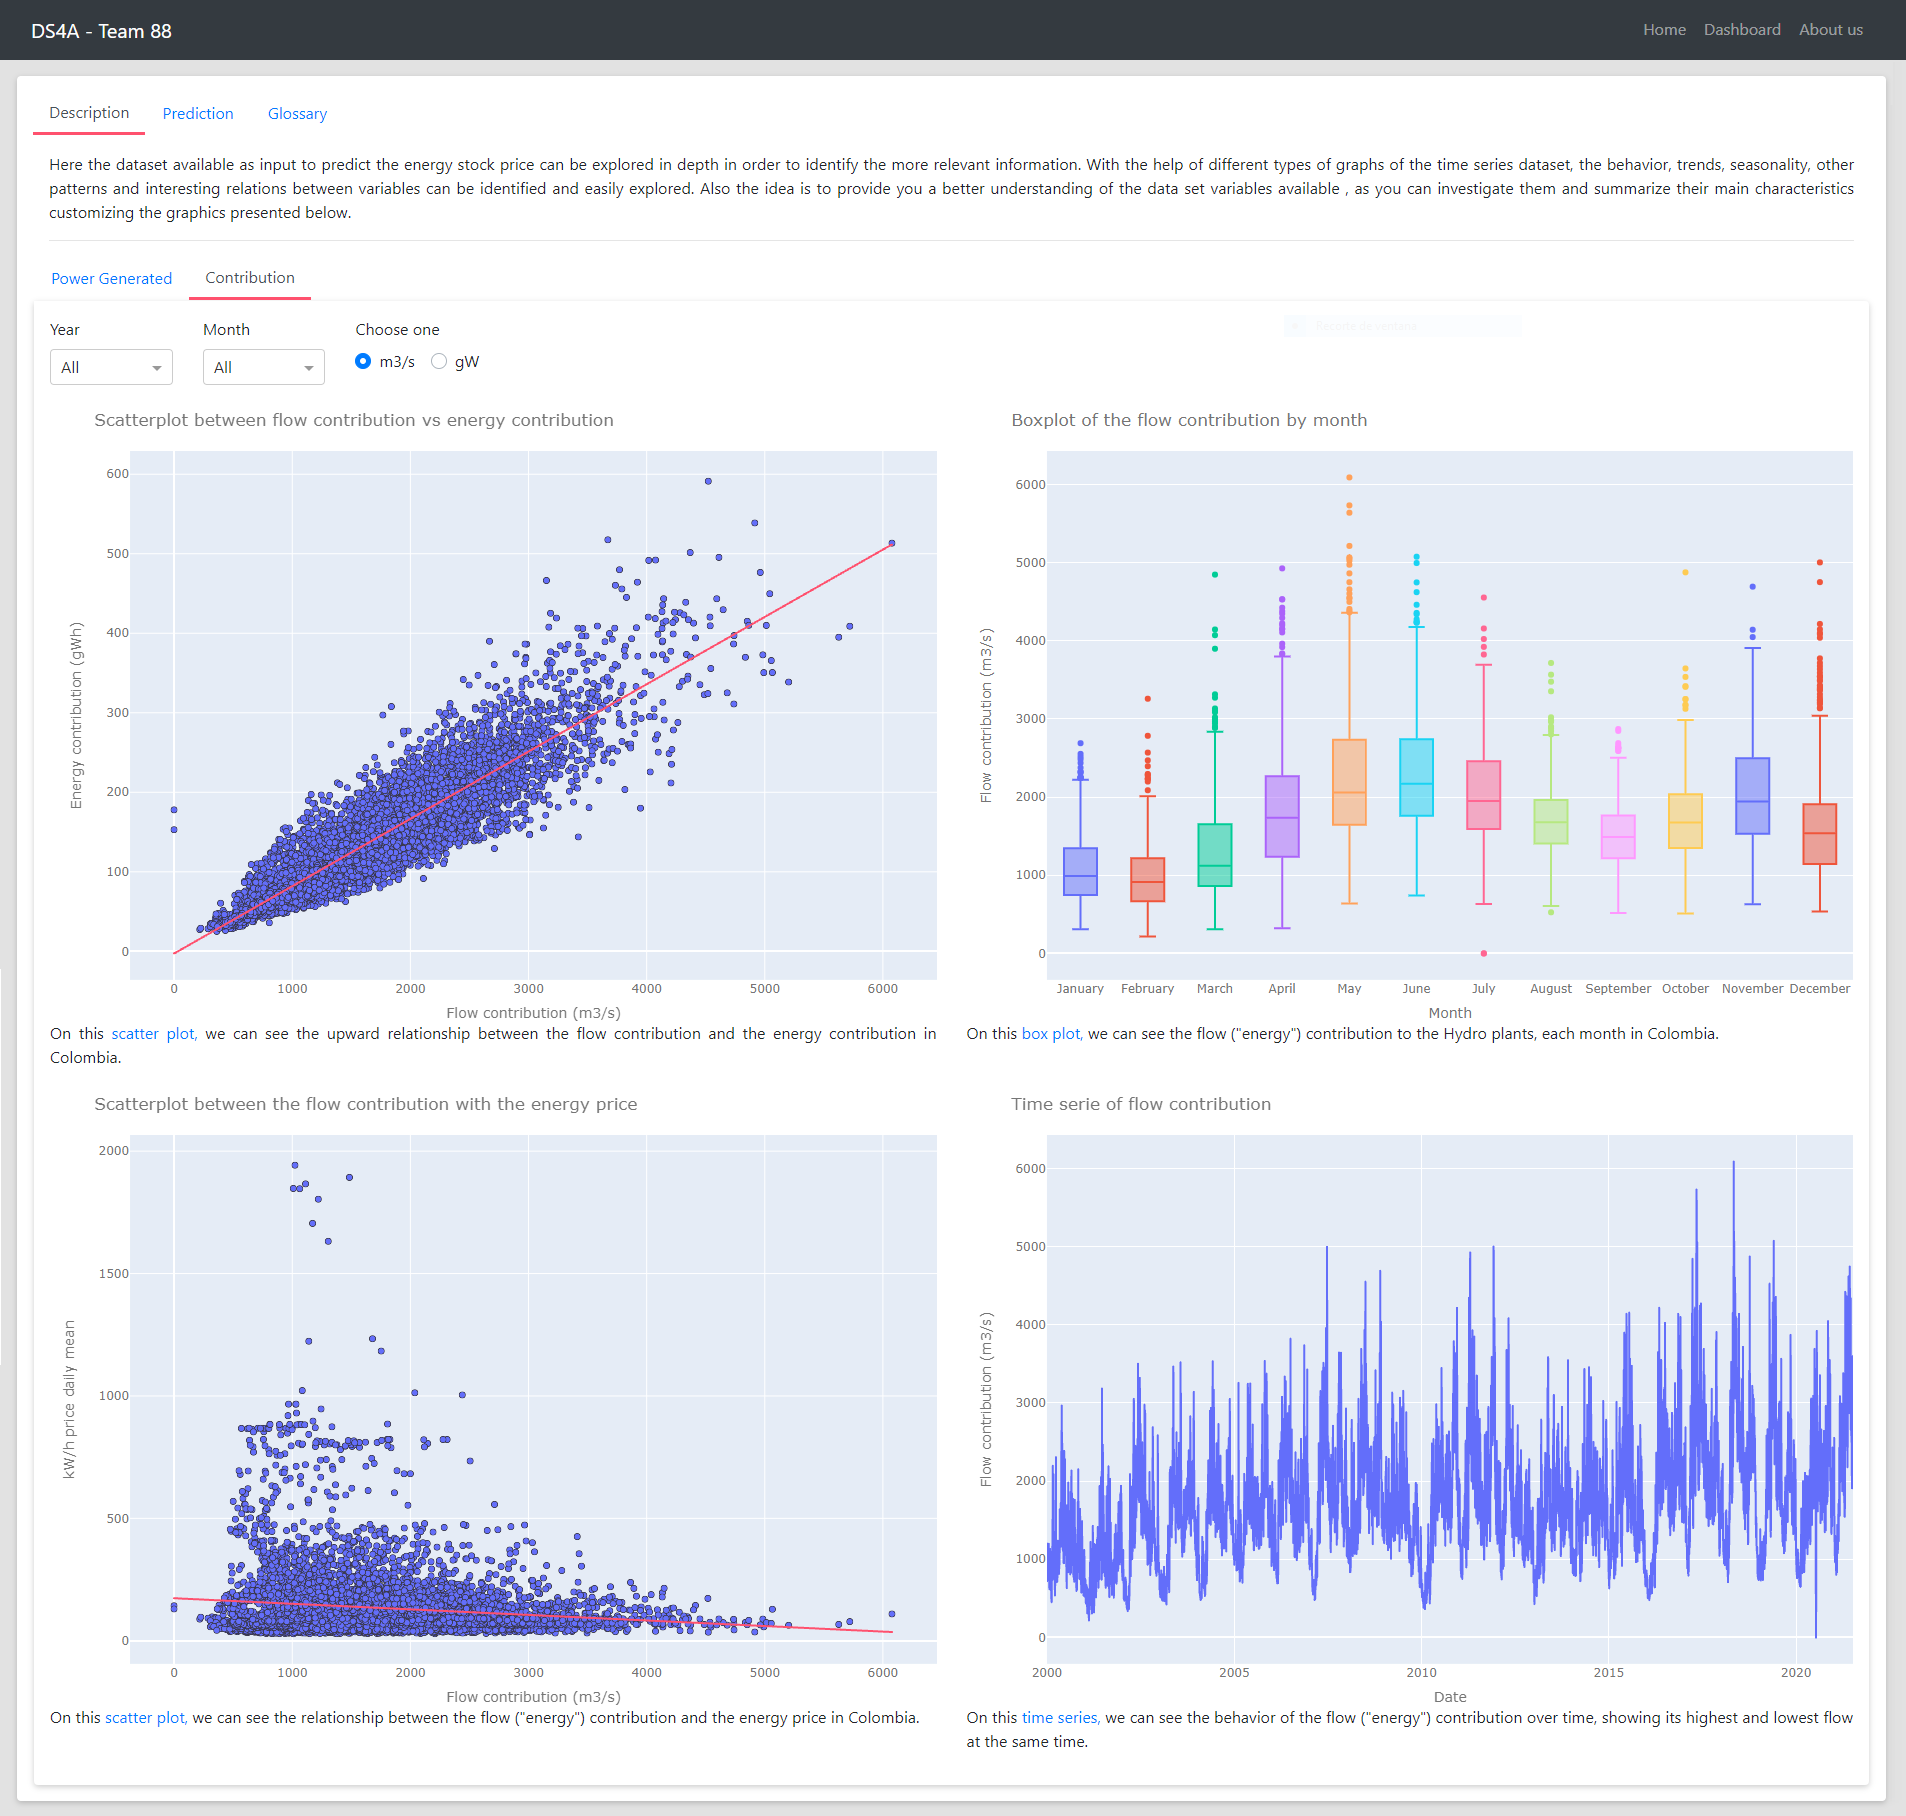 DS4A - Team 88
Home Dashboard About us
Description Prediction Glossary
Here the dataset available as input to predict the energy stock price can be explored in depth in order to identify the more relevant information. With the help of different types of graphs of the time series dataset, the behavior, trends, seasonality, other
patterns and interesting relations between variables can be identified and easily explored. Also the idea is to provide you a better understanding of the data set variables available , as you can investigate them and summarize their main characteristics
customizing the graphics presented below.
Power Generated Contribution
Year Month Choose one
All All m3/s gW
Scatterplot between flow contribution vs energy contribution
600
500
400
300
200
100
0
Energy contribution (gWh)
0 1000 2000 3000 4000 5000 6000
Flow contribution (m3/s)
On this scatter plot, we can see the upward relationship between the flow contribution and the energy contribution in
Colombia.
Boxplot of the flow contribution by month
6000
5000
4000
3000
2000
1000
0
Flow contribution (m3/s)
January February March April May June July August September October November December
Month
On this box plot, we can see the flow ("energy") contribution to the Hydro plants, each month in Colombia.
Scatterplot between the flow contribution with the energy price
2000
1500
1000
500
0
kW/h price daily mean
0 1000 2000 3000 4000 5000 6000
Flow contribution (m3/s)
On this scatter plot, we can see the relationship between the flow ("energy") contribution and the energy price in Colombia.
Time serie of flow contribution
6000
5000
4000
3000
2000
1000
0
Flow contribution (m3/s)
2000 2005 2010 2015 2020
Date
On this time series, we can see the behavior of the flow ("energy") contribution over time, showing its highest and lowest flow
at the same time.